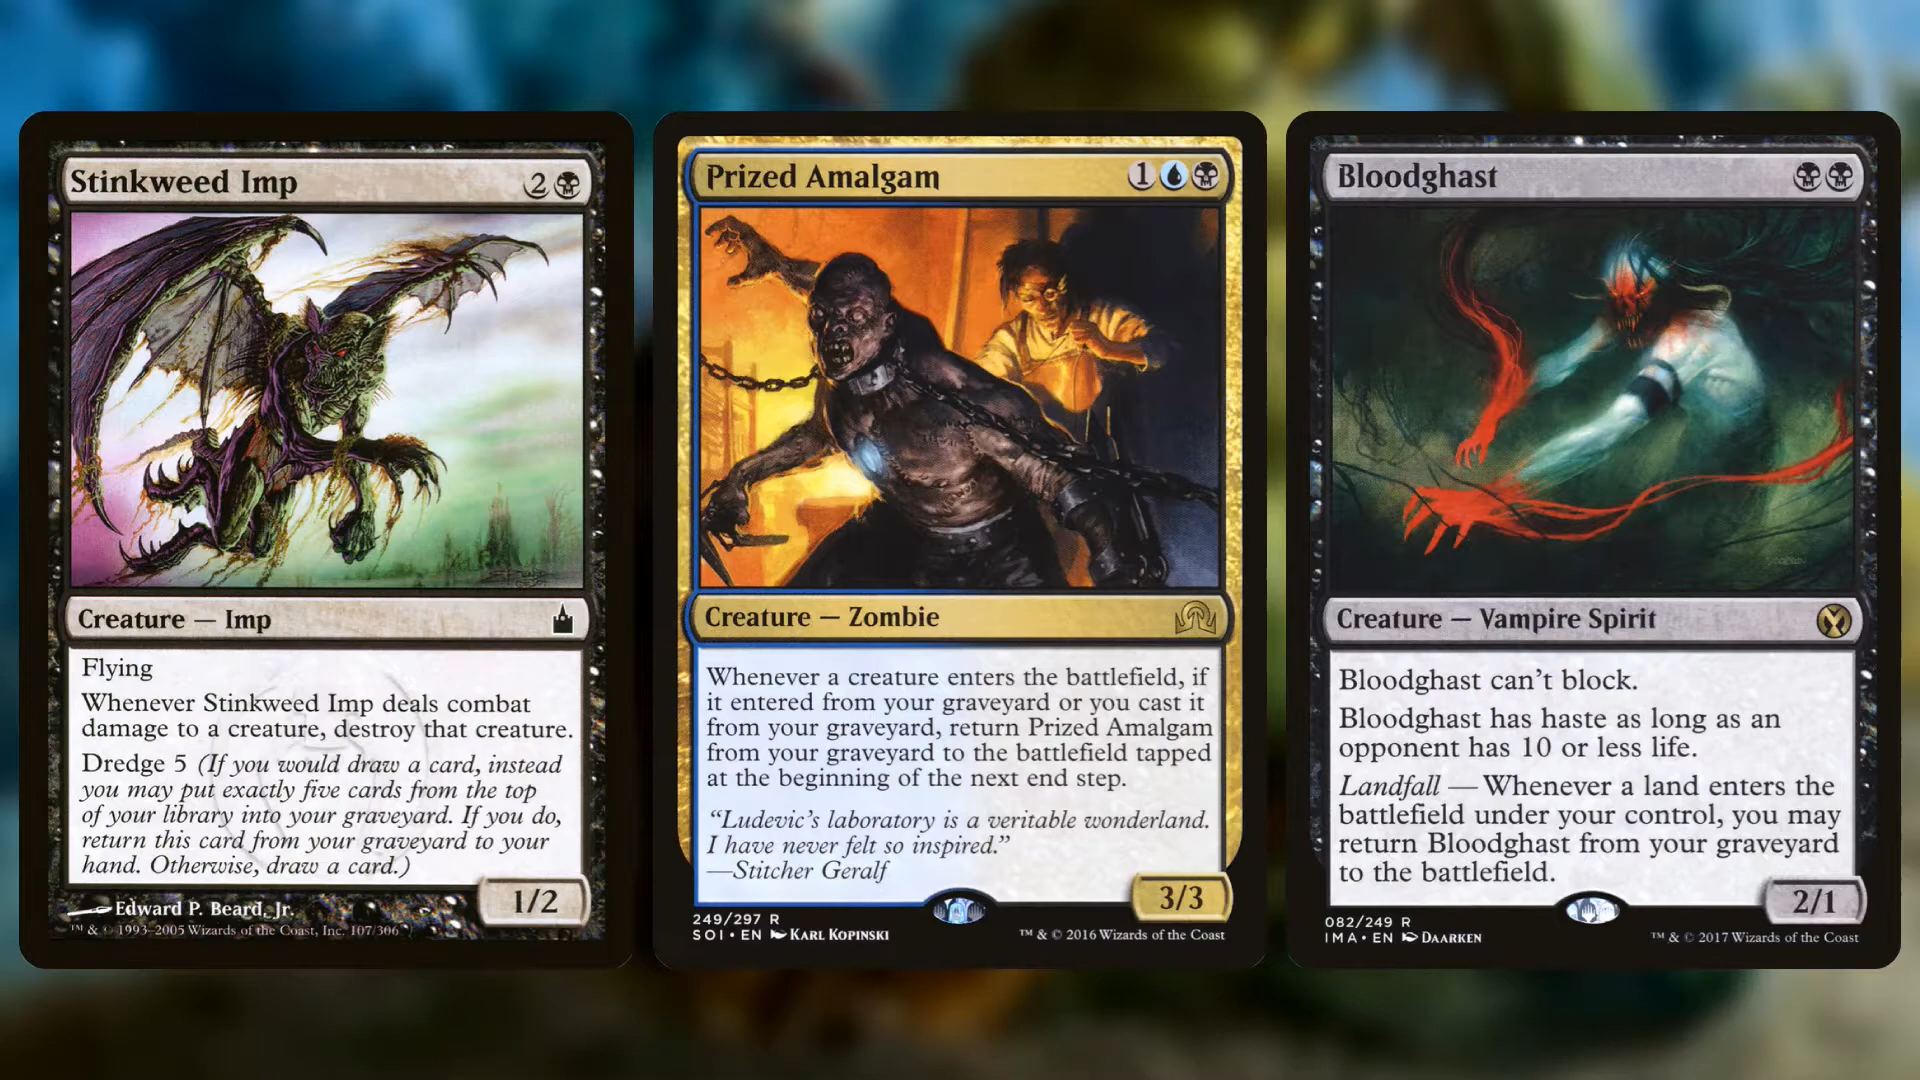 Stinkweed Imp 2
Creature — Imp
Flying
Whenever Stinkweed Imp deals combat
damage to a creature, destroy that creature.
Dredge 5 (If you would draw a card, instead
you may put exactly five cards from the top
of your library into your graveyard. If you do,
return this card from your graveyard to your
hand. Otherwise, draw a card.)
1/2
Edward P. Beard, Jr.
™ & © 1993–2005 Wizards of the Coast, Inc. 107/306
Prized Amalgam 1
Creature — Zombie
Whenever a creature enters the battlefield, if
it entered from your graveyard or you cast it
from your graveyard, return Prized Amalgam
from your graveyard to the battlefield tapped
at the beginning of the next end step.
“Ludevic’s laboratory is a veritable wonderland.
I have never felt so inspired.”
—Stitcher Geralf
3/3
249/297 R
SOI • EN Karl Kopinski
™ & © 2016 Wizards of the Coast
Bloodghast
Creature — Vampire Spirit
Bloodghast can’t block.
Bloodghast has haste as long as an
opponent has 10 or less life.
Landfall — Whenever a land enters the
battlefield under your control, you may
return Bloodghast from your graveyard
to the battlefield.
2/1
082/249 R
IMA • EN Daarken
™ & © 2017 Wizards of the Coast